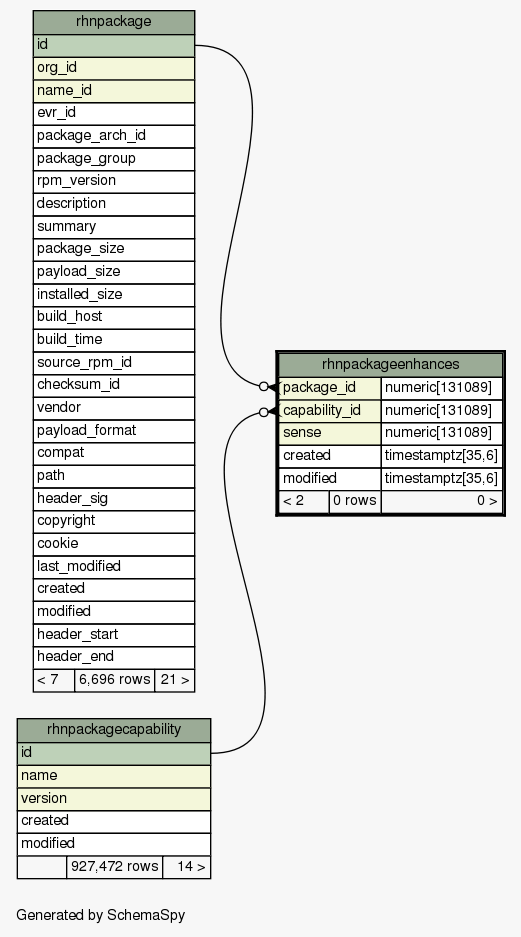 rhnpackage
id
org_id
name_id
evr_id
package_arch_id
package_group
rpm_version
description
summary
package_size
payload_size
installed_size
build_host
build_time
source_rpm_id
checksum_id
vendor
payload_format
compat
path
header_sig
copyright
cookie
last_modified
created
modified
header_start
header_end
< 7 6,696 rows 21 >
rhnpackageenhances
package_id numeric[131089]
capability_id numeric[131089]
sense numeric[131089]
created timestamptz[35,6]
modified timestamptz[35,6]
< 2 0 rows 0 >
rhnpackagecapability
id
name
version
created
modified
927,472 rows 14 >
Generated by SchemaSpy